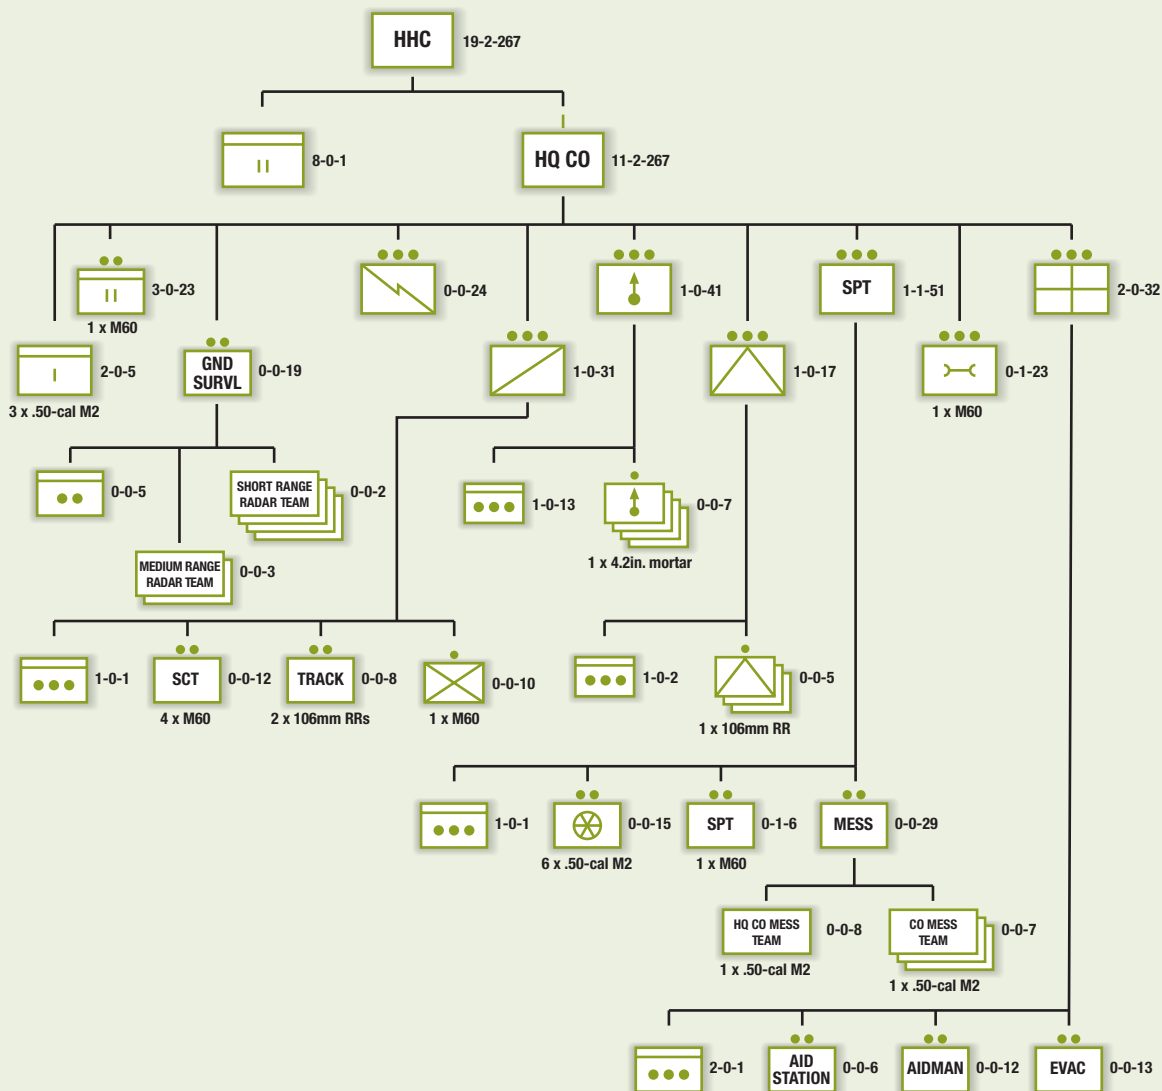 HHC
19-2-267
8-0-1
HQ CO
11-2-267
3-0-23
1 x M60
0-0-24
1-0-41
SPT
1-1-51
2-0-32
2-0-5
3 x .50-cal M2
GND
SURVL
0-0-19
1-0-31
1-0-17
0-1-23
1 x M60
0-0-5
SHORT RANGE
RADAR TEAM
0-0-2
MEDIUM RANGE
RADAR TEAM
0-0-3
1-0-13
0-0-7
1 x 4.2in. mortar
1-0-1
SCT
0-0-12
4 x M60
TRACK
0-0-8
2 x 106mm RRs
0-0-10
1 x M60
1-0-2
0-0-5
1 x 106mm RR
1-0-1
0-0-15
6 x .50-cal M2
SPT
0-1-6
1 x M60
MESS
0-0-29
HQ CO MESS
TEAM
0-0-8
1 x .50-cal M2
CO MESS
TEAM
0-0-7
1 x .50-cal M2
2-0-1
AID
STATION
0-0-6
AIDMAN
0-0-12
EVAC
0-0-13